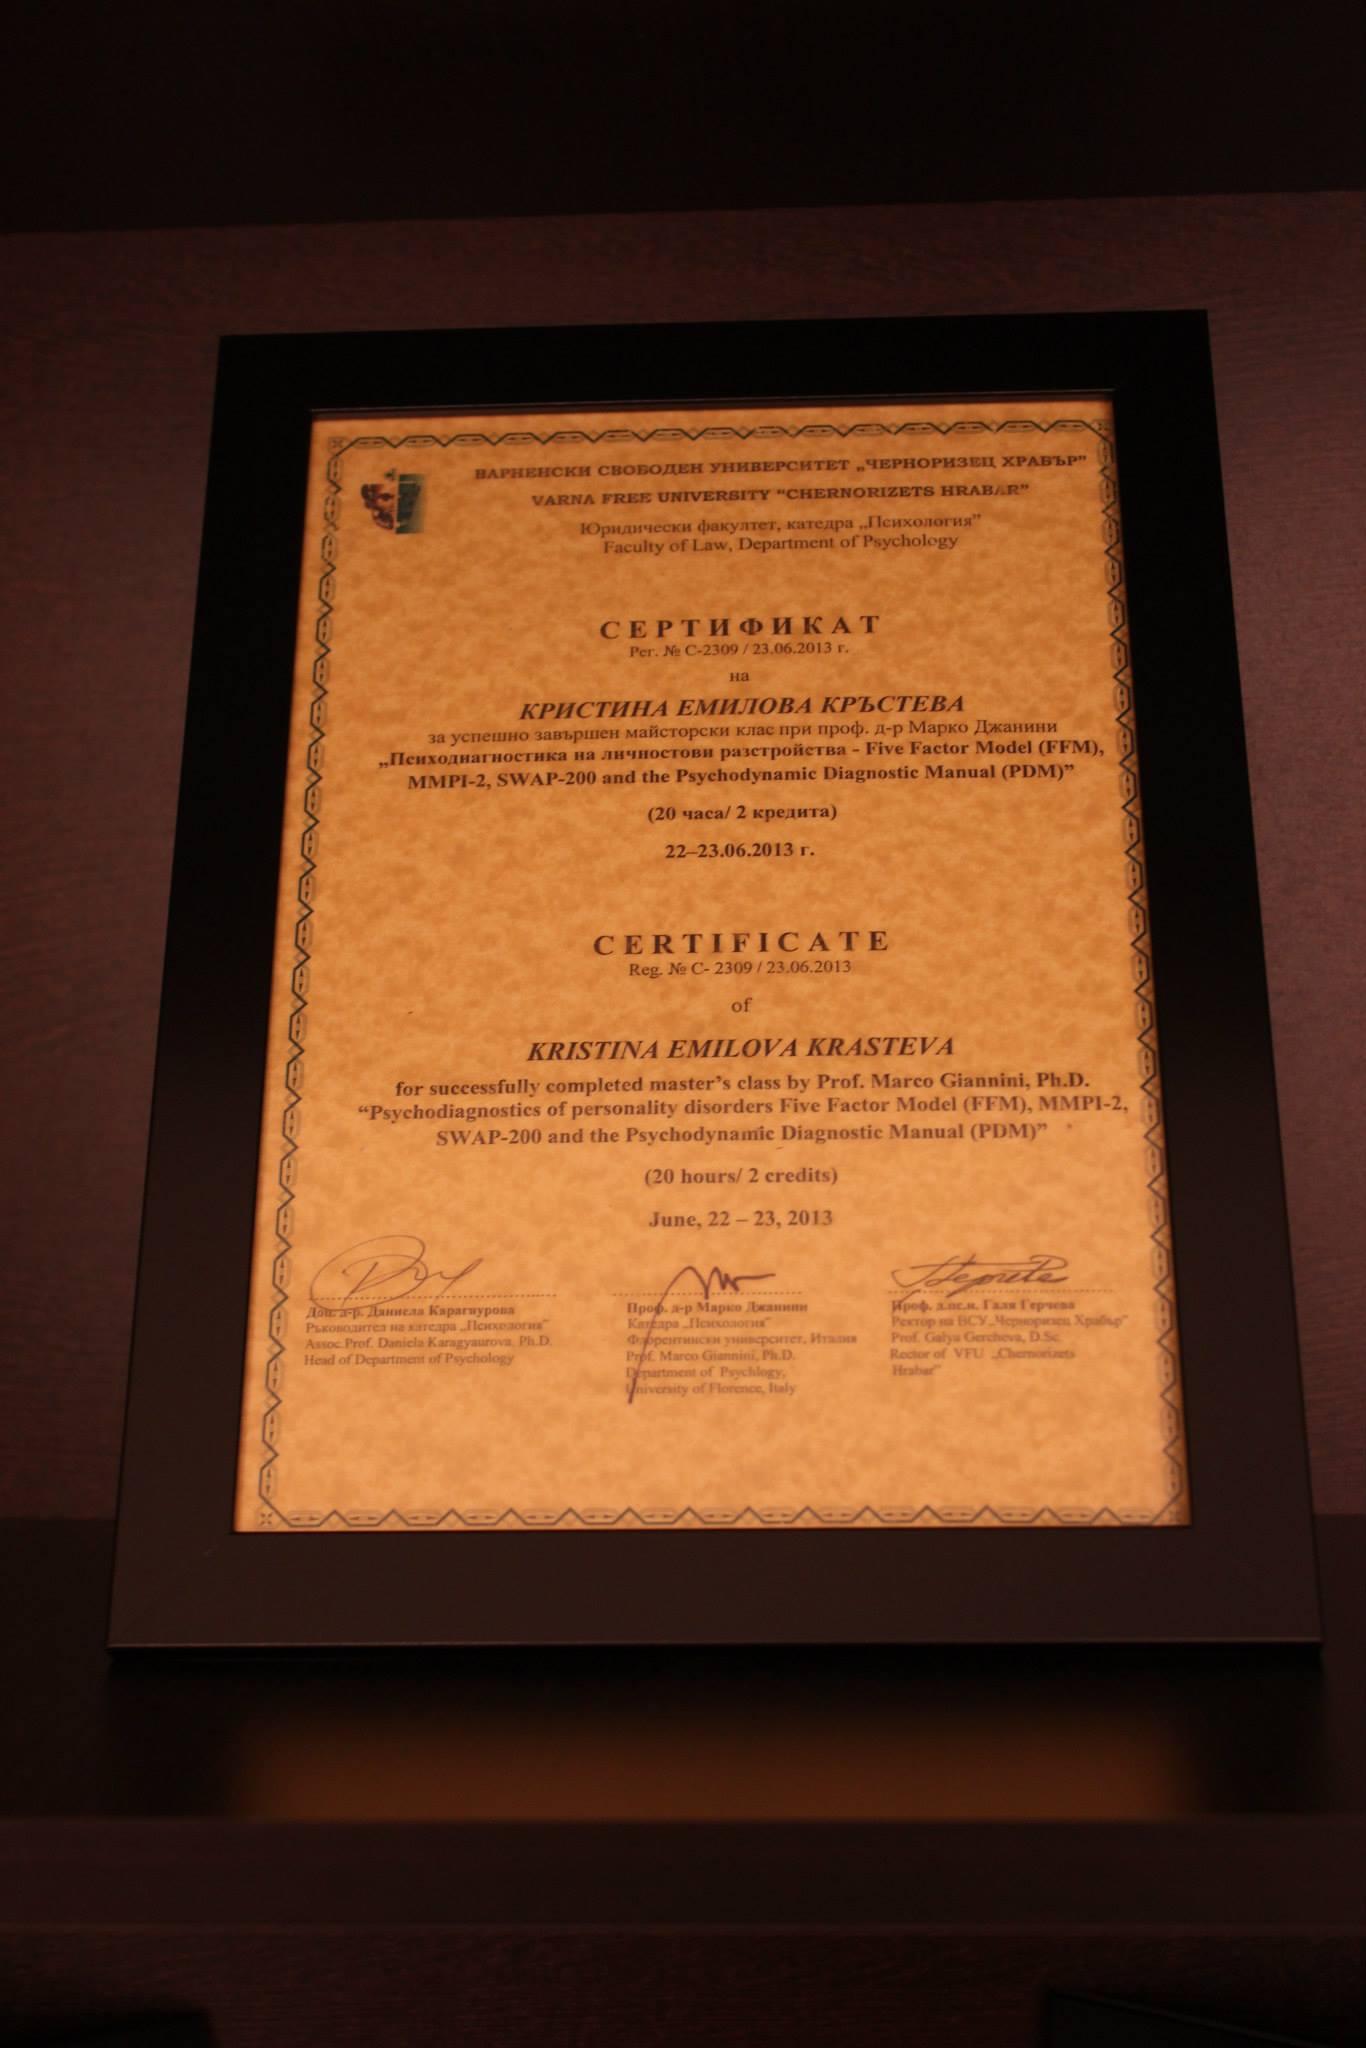 ВАРНЕНСКИ СВОБОДЕН УНИВЕРСИТЕТ „ЧЕРНОРИЗЕЦ ХРАБЪР”
VARNA FREE UNIVERSITY “CHERNORIZETS HRABAR”
Юридически факултет, катедра „Психология”
Faculty of Law, Department of Psychology
СЕРТИФИКАТ
Рег. № С-2309 / 23.06.2013 г.
на
КРИСТИНА ЕМИЛОВА КРЪСТЕВА
за успешно завършен майсторски клас при проф. д-р Марко Джанини
„Психодиагностика на личностови разстройства - Five Factor Model (FFM),
MMPI-2, SWAP-200 and the Psychodynamic Diagnostic Manual (PDM)”
(20 часа/ 2 кредита)
22–23.06.2013 г.
CERTIFICATE
Reg. № C- 2309 / 23.06.2013
of
KRISTINA EMILOVA KRASTEVA
for successfully completed master’s class by Prof. Marco Giannini, Ph.D.
“Psychodiagnostics of personality disorders Five Factor Model (FFM), MMPI-2,
SWAP-200 and the Psychodynamic Diagnostic Manual (PDM)”
(20 hours/ 2 credits)
June, 22 – 23, 2013
Доц. д-р. Даниела Карагяурова
Ръководител на катедра „Психология”
Assoc.Prof. Daniela Karagyaurova, Ph.D.
Head of Department of Psychology
Проф. д-р Марко Джанини
Катедра „Психология”
Флорентински университет, Италия
Prof. Marco Giannini, Ph.D.
Department of Psychlogy,
University of Florence, Italy
Проф. д.пс.н. Галя Герчева
Ректор на ВСУ „Черноризец Храбър”
Prof. Galya Gercheva, D.Sc.
Rector of VFU „Chernorizets
Hrabar”